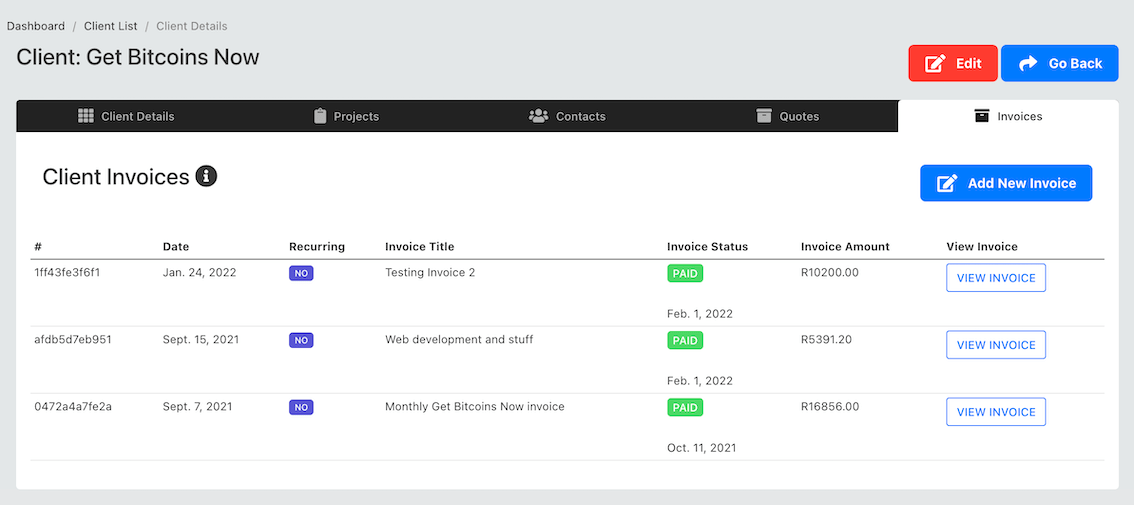 Dashboard / Client List / Client Details
Client: Get Bitcoins Now
Edit
Go Back
Client Details
Projects
Contacts
Quotes
Invoices
Client Invoices
Add New Invoice
# Date Recurring Invoice Title Invoice Status Invoice Amount View Invoice
1ff43fe3f6f1 Jan. 24, 2022 NO Testing Invoice 2 PAID R10200.00 VIEW INVOICE
Feb. 1, 2022
afdb5d7eb951 Sept. 15, 2021 NO Web development and stuff PAID R5391.20 VIEW INVOICE
Feb. 1, 2022
0472a4a7fe2a Sept. 7, 2021 NO Monthly Get Bitcoins Now invoice PAID R16856.00 VIEW INVOICE
Oct. 11, 2021